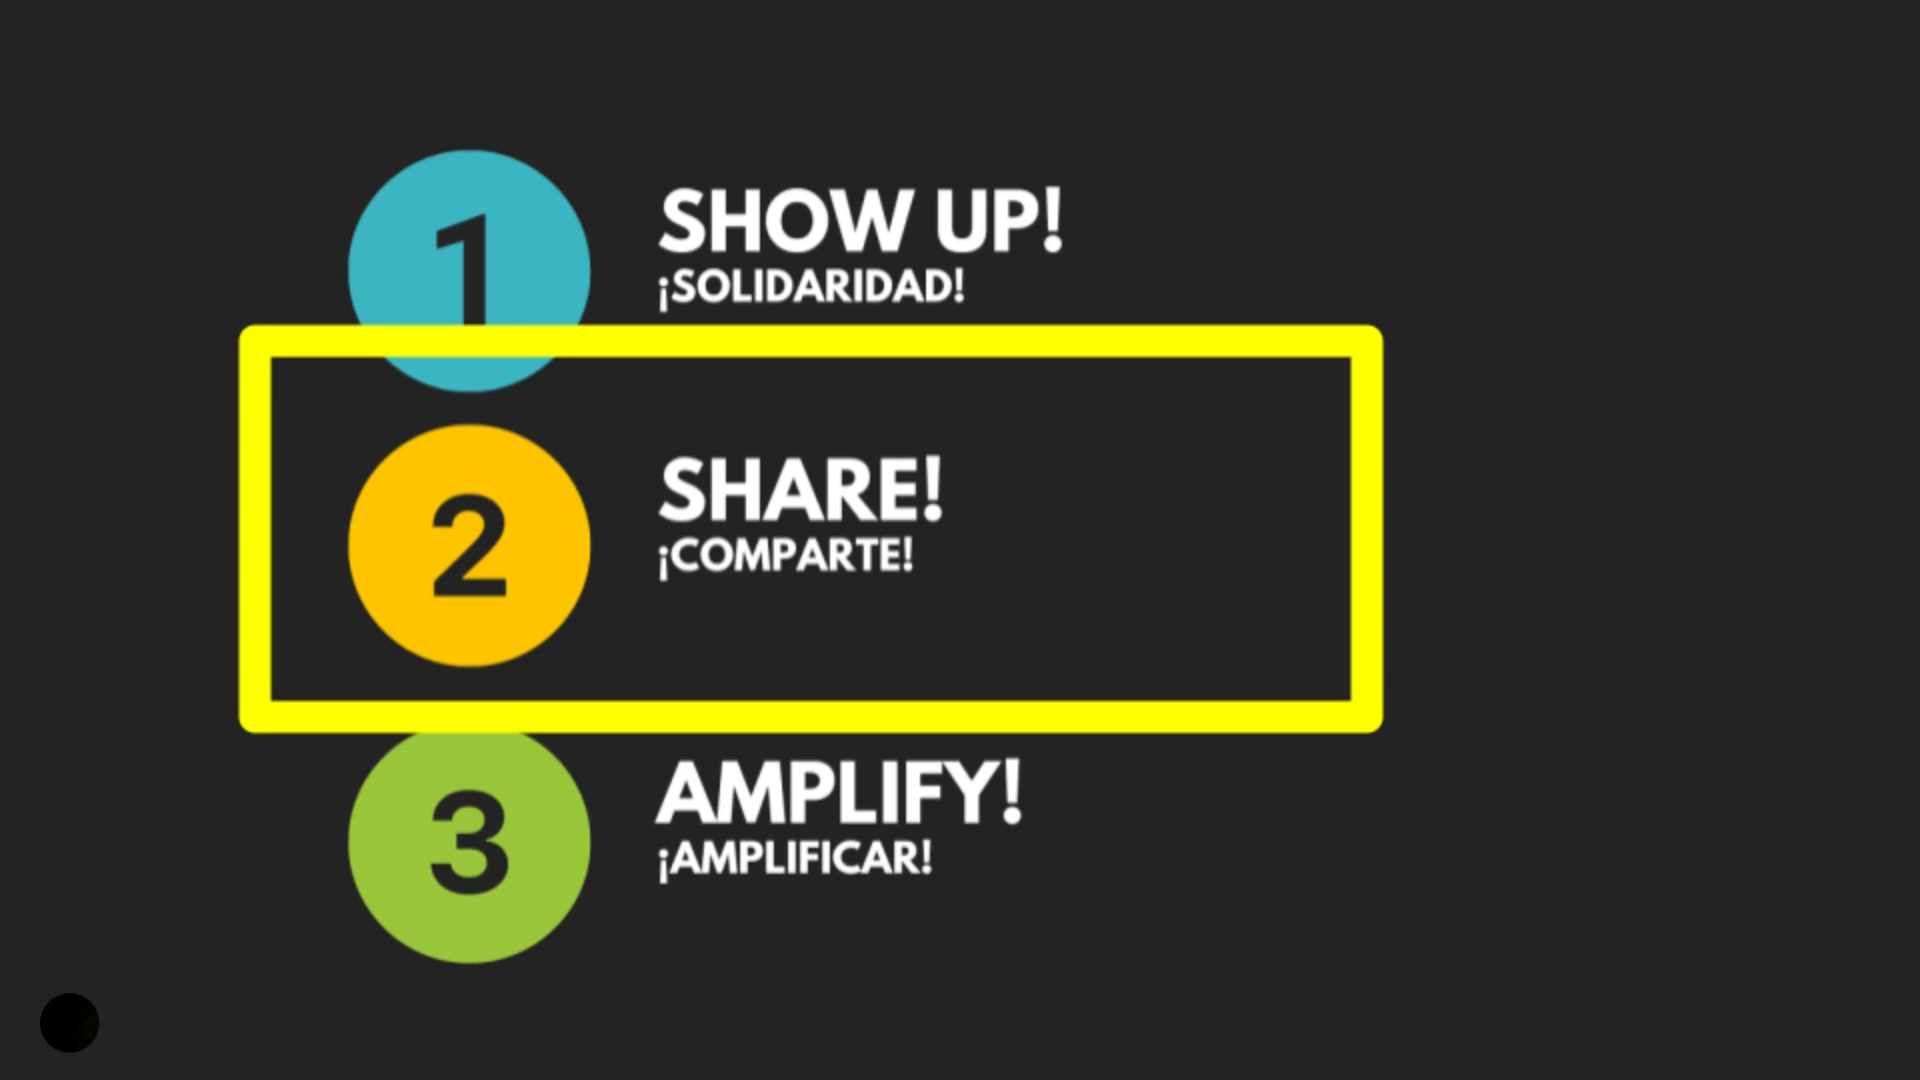 1
SHOW UP!
¡SOLIDARIDAD!
2
SHARE!
¡COMPARTE!
3
AMPLIFY!
¡AMPLIFICAR!